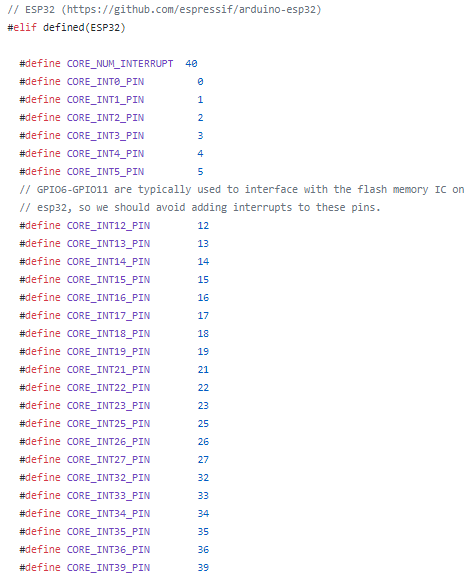 // ESP32 (https://github.com/espressif/arduino-esp32)
#elif defined(ESP32)
#define CORE_NUM_INTERRUPT 40
#define CORE_INT0_PIN 0
#define CORE_INT1_PIN 1
#define CORE_INT2_PIN 2
#define CORE_INT3_PIN 3
#define CORE_INT4_PIN 4
#define CORE_INT5_PIN 5
// GPIO6-GPIO11 are typically used to interface with the flash memory IC on
// esp32, so we should avoid adding interrupts to these pins.
#define CORE_INT12_PIN 12
#define CORE_INT13_PIN 13
#define CORE_INT14_PIN 14
#define CORE_INT15_PIN 15
#define CORE_INT16_PIN 16
#define CORE_INT17_PIN 17
#define CORE_INT18_PIN 18
#define CORE_INT19_PIN 19
#define CORE_INT21_PIN 21
#define CORE_INT22_PIN 22
#define CORE_INT23_PIN 23
#define CORE_INT25_PIN 25
#define CORE_INT26_PIN 26
#define CORE_INT27_PIN 27
#define CORE_INT32_PIN 32
#define CORE_INT33_PIN 33
#define CORE_INT34_PIN 34
#define CORE_INT35_PIN 35
#define CORE_INT36_PIN 36
#define CORE_INT39_PIN 39